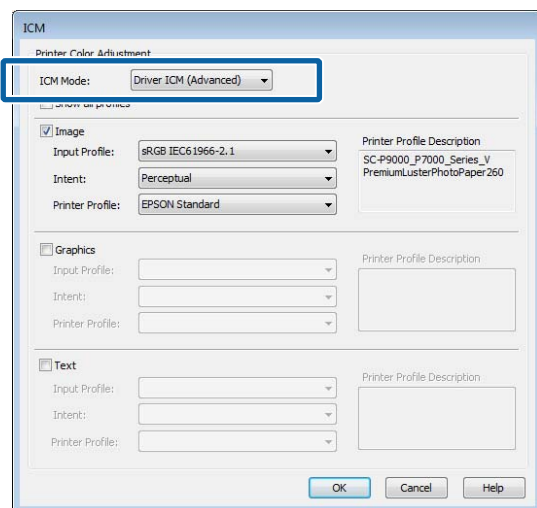 ICM
Printer Color Adjustment
ICM Mode: Driver ICM (Advanced)
Show all profiles
Image
Input Profile: sRGB IEC61966-2.1
Intent: Perceptual
Printer Profile: EPSON Standard
Printer Profile Description
SC-P9000_P7000_Series_V
PremiumLusterPhotoPaper260
Graphics
Input Profile:
Intent:
Printer Profile:
Printer Profile Description
Text
Input Profile:
Intent:
Printer Profile:
Printer Profile Description
OK Cancel Help